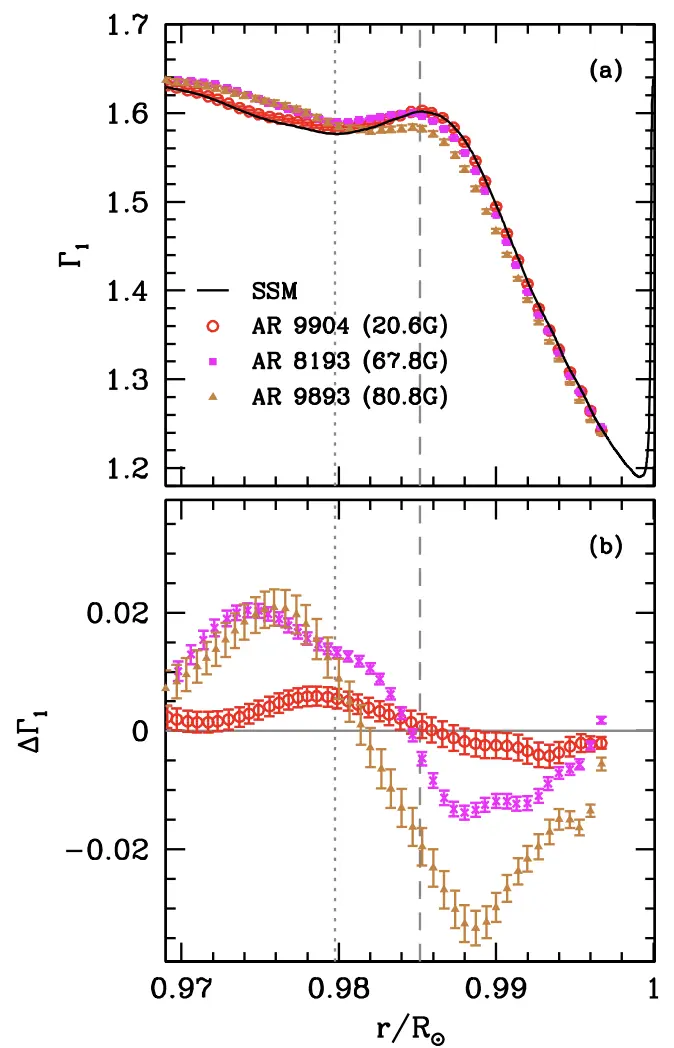 1.7
(a)
1.6
1.5
Γ₁
1.4
SSM
AR 9904 (20.6G)
AR 8193 (67.8G)
1.3
AR 9893 (80.8G)
1.2
(b)
0.02
ΔΓ₁
0
−0.02
0.97 0.98 0.99 1
r/R⊙